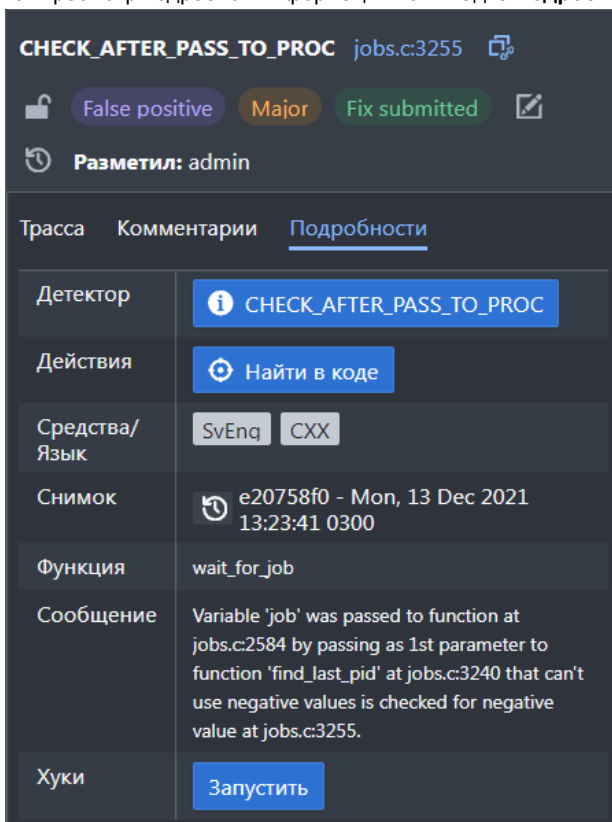 CHECK_AFTER_PASS_TO_PROC jobs.c:3255
False positive Major Fix submitted
Разметил: admin
Трасса Комментарии Подробности
Детектор CHECK_AFTER_PASS_TO_PROC
Действия Найти в коде
Средства/
Язык
SvEng CXX
Снимок e20758f0 - Mon, 13 Dec 2021
13:23:41 0300
Функция wait_for_job
Сообщение Variable 'job' was passed to function at
jobs.c:2584 by passing as 1st parameter to
function 'find_last_pid' at jobs.c:3240 that can't
use negative values is checked for negative
value at jobs.c:3255.
Хуки Запустить